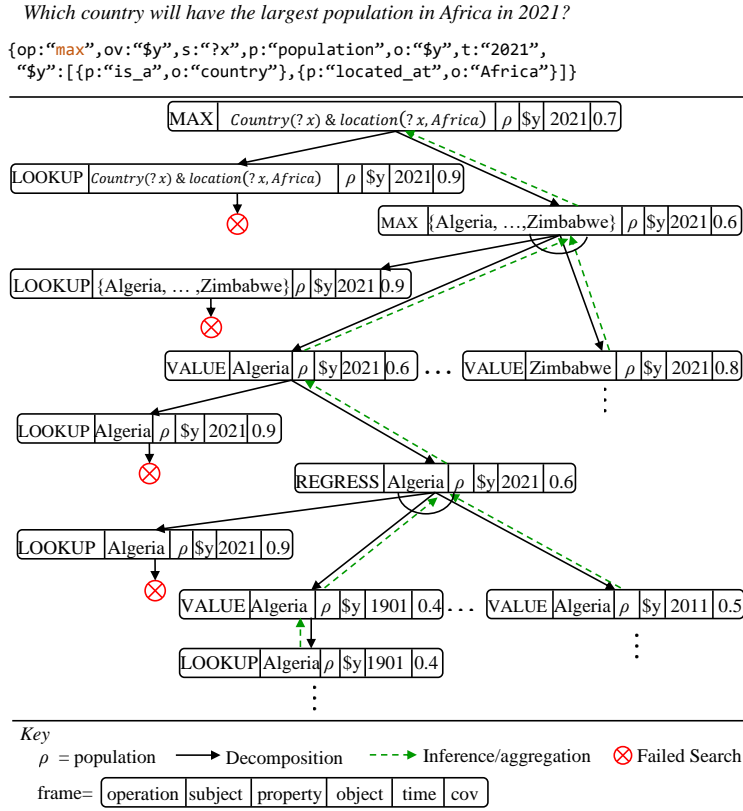 Which country will have the largest population in Africa in 2021?
{op:“max”,ov:“$y”,s:“?x”,p:“population”,o:“$y”,t:“2021”,
“$y”:[{p:“is_a”,o:“country”},{p:“located_at”,o:“Africa”}]}
MAX Country(? x) & location(? x, Africa) ρ $y 2021 0.7
LOOKUP Country(? x) & location(? x, Africa) ρ $y 2021 0.9
MAX {Algeria, …,Zimbabwe} ρ $y 2021 0.6
LOOKUP {Algeria, … ,Zimbabwe} ρ $y 2021 0.9
VALUE Algeria ρ $y 2021 0.6 ... VALUE Zimbabwe ρ $y 2021 0.8
LOOKUP Algeria ρ $y 2021 0.9
REGRESS Algeria ρ $y 2021 0.6
LOOKUP Algeria ρ $y 2021 0.9
VALUE Algeria ρ $y 1901 0.4 ... VALUE Algeria ρ $y 2011 0.5
LOOKUP Algeria ρ $y 1901 0.4
Key
ρ = population Decomposition Inference/aggregation Failed Search
frame= operation subject property object time cov